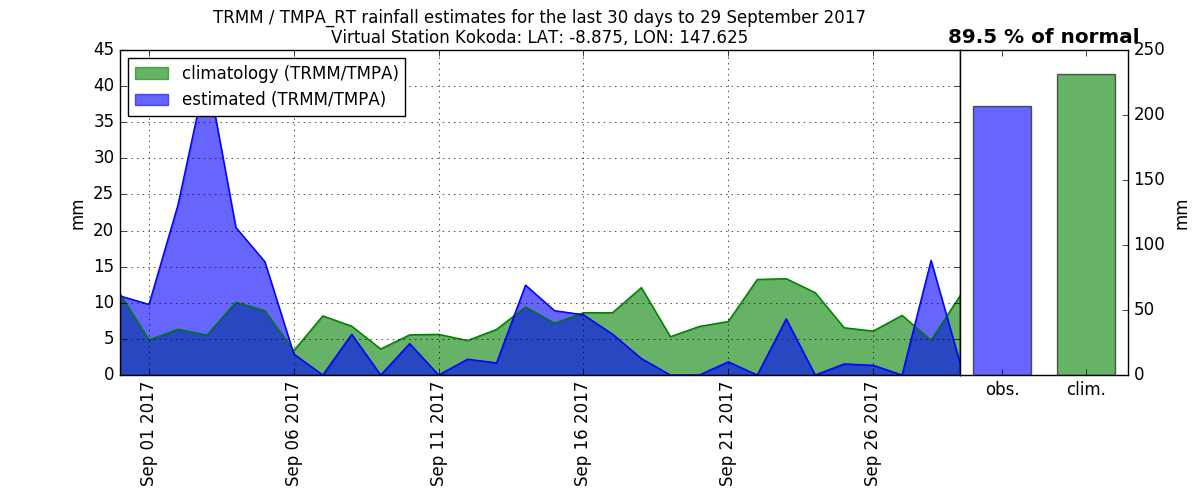 TRMM / TMPA_RT rainfall estimates for the last 30 days to 29 September 2017
Virtual Station Kokoda: LAT: -8.875, LON: 147.625
89.5 % of normal
climatology (TRMM/TMPA)
estimated (TRMM/TMPA)
mm
45
40
35
30
25
20
15
10
5
0
Sep 01 2017
Sep 06 2017
Sep 11 2017
Sep 16 2017
Sep 21 2017
Sep 26 2017
250
200
150
100
50
0
mm
obs.
clim.